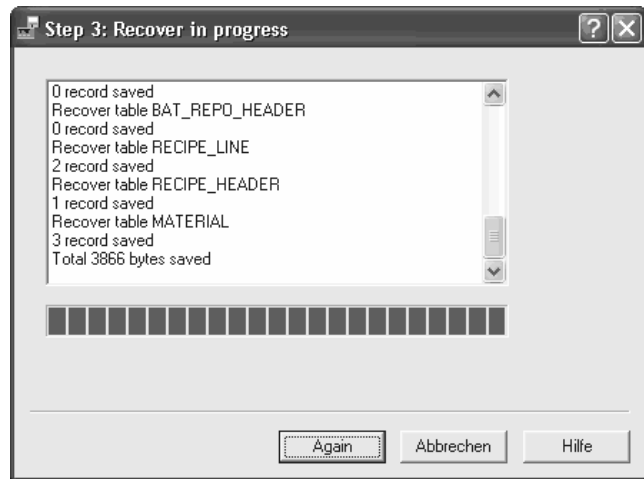 Step 3: Recover in progress
0 record saved
Recover table BAT_REPO_HEADER
0 record saved
Recover table RECIPE_LINE
2 record saved
Recover table RECIPE_HEADER
1 record saved
Recover table MATERIAL
3 record saved
Total 3866 bytes saved
Again
Abbrechen
Hilfe